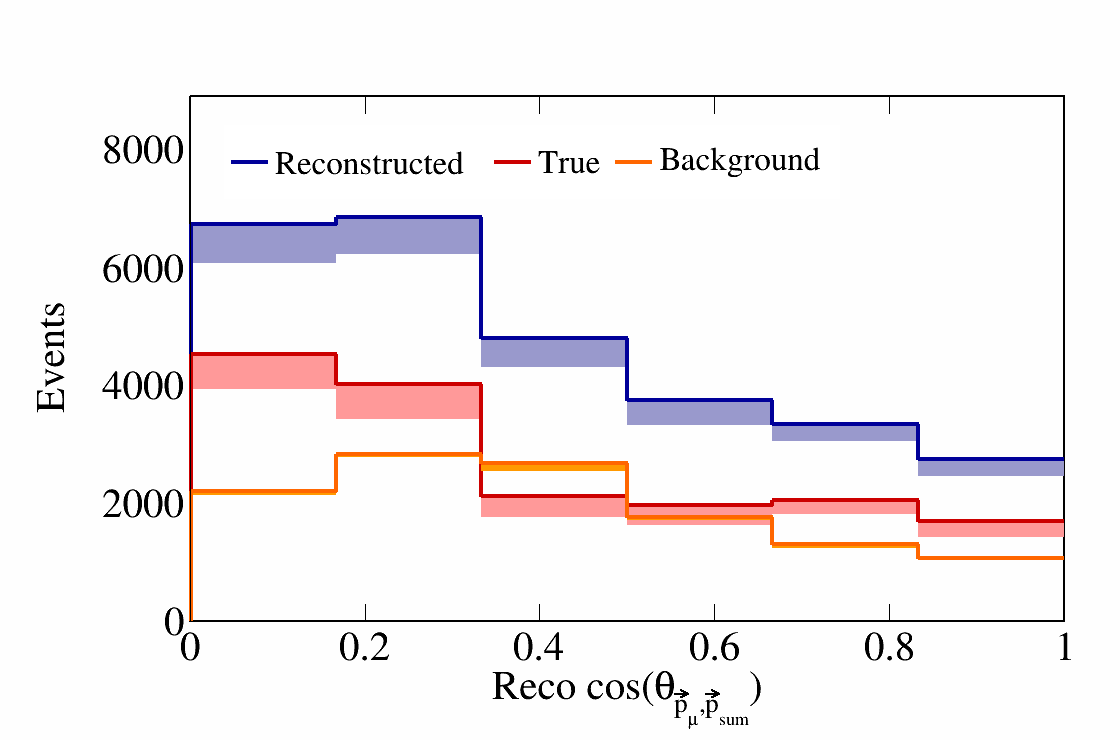 8000
6000
4000
2000
0
Events
Reconstructed True Background
0 0.2 0.4 0.6 0.8 1
Reco cos(θ p⃗μ,p⃗sum)